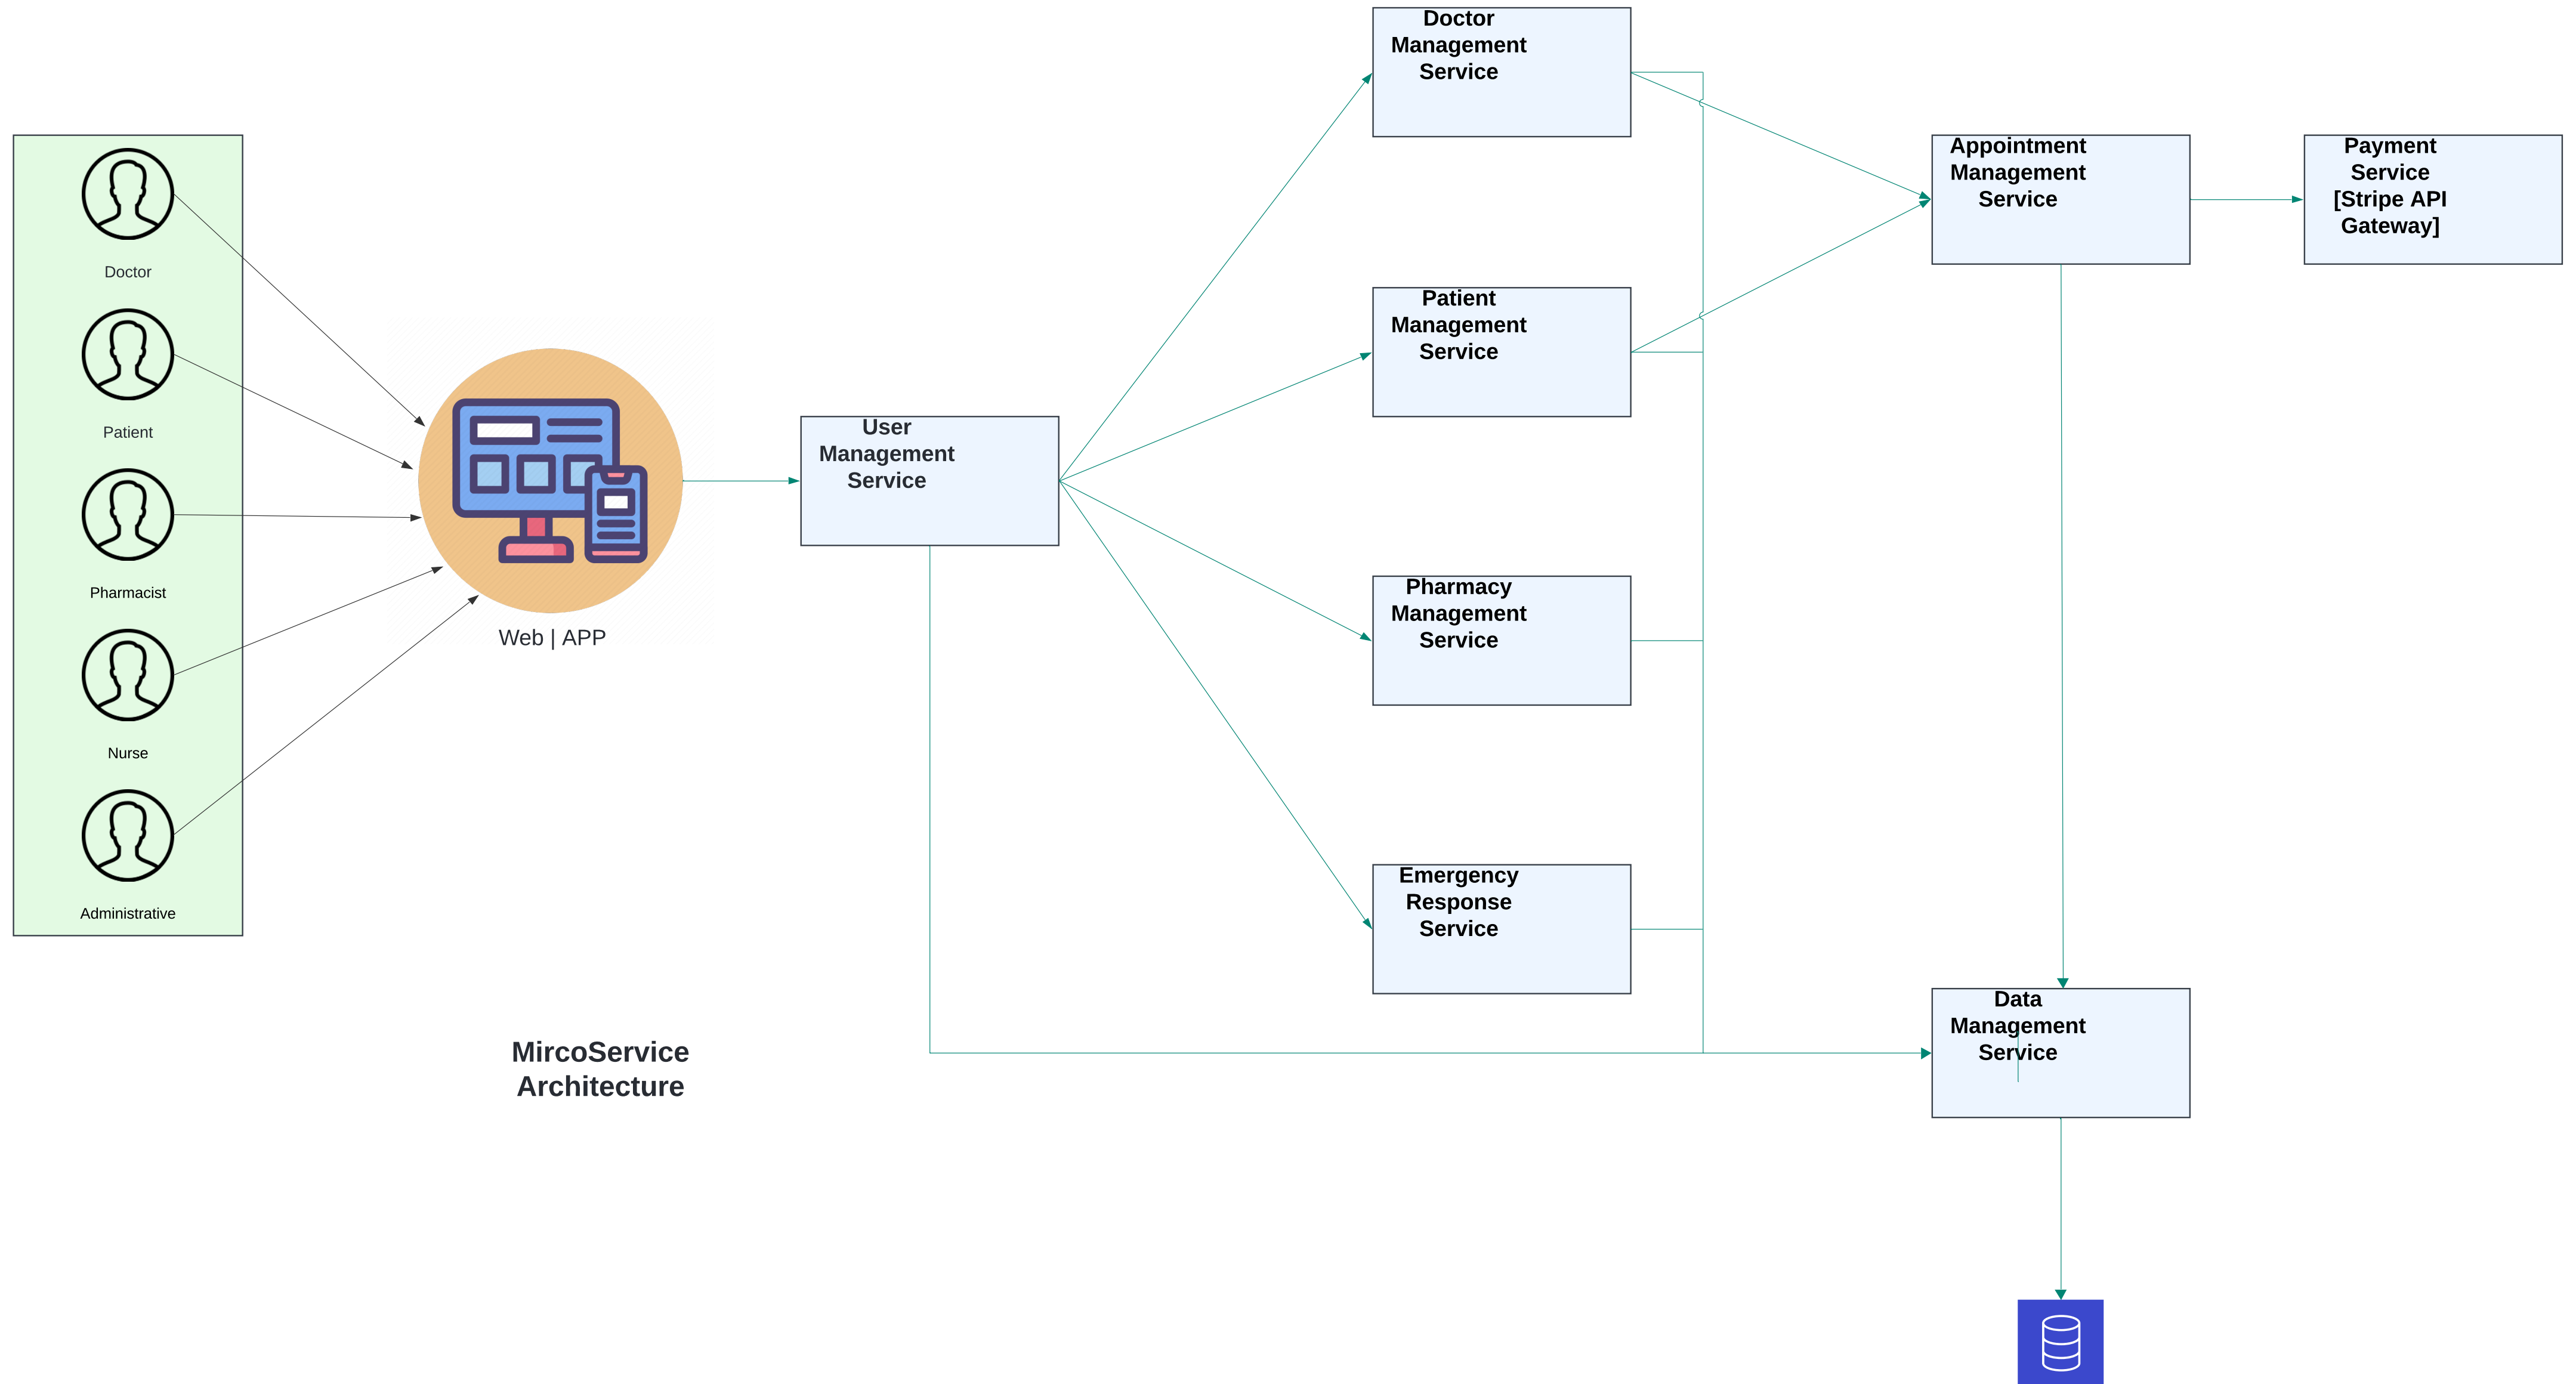 Doctor
Patient
Pharmacist
Nurse
Administrative
Web | APP
User
Management
Service
Doctor
Management
Service
Patient
Management
Service
Pharmacy
Management
Service
Emergency
Response
Service
Appointment
Management
Service
Payment
Service
[Stripe API
Gateway]
Data
Management
Service
MircoService
Architecture